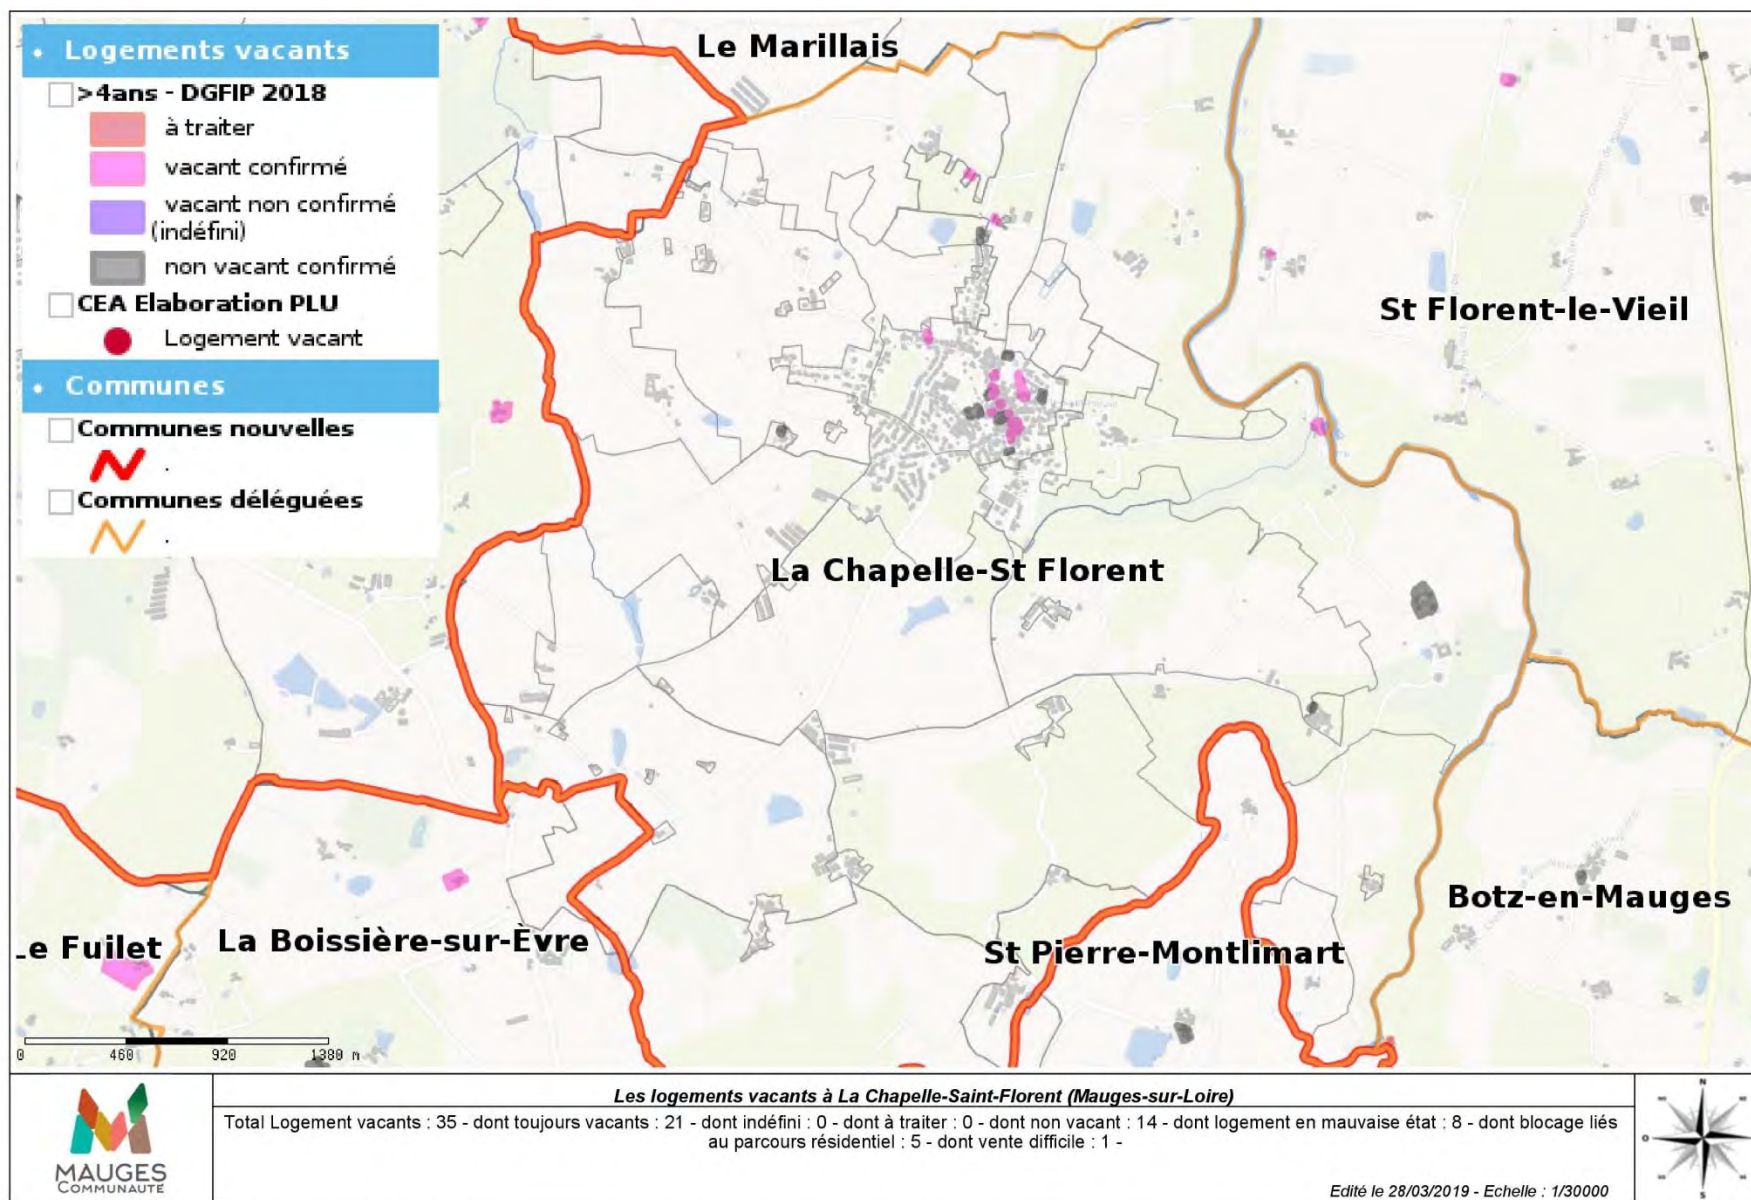 Logements vacants
>4ans - DGFIP 2018
à traiter
vacant confirmé
vacant non confirmé
(indéfini)
non vacant confirmé
CEA Elaboration PLU
Logement vacant
Communes
Communes nouvelles
.
Communes déléguées
.
Le Marillais
St Florent-le-Vieil
La Chapelle-St Florent
Botz-en-Mauges
Le Fuilet
La Boissière-sur-Èvre
St Pierre-Montlimart
0 460 920 1380 m
MAUGES
COMMUNAUTÉ
Les logements vacants à La Chapelle-Saint-Florent (Mauges-sur-Loire)
Total Logement vacants : 35 - dont toujours vacants : 21 - dont indéfini : 0 - dont à traiter : 0 - dont non vacant : 14 - dont logement en mauvaise état : 8 - dont blocage liés
au parcours résidentiel : 5 - dont vente difficile : 1 -
Edité le 28/03/2019 - Echelle : 1/30000
N
O
S